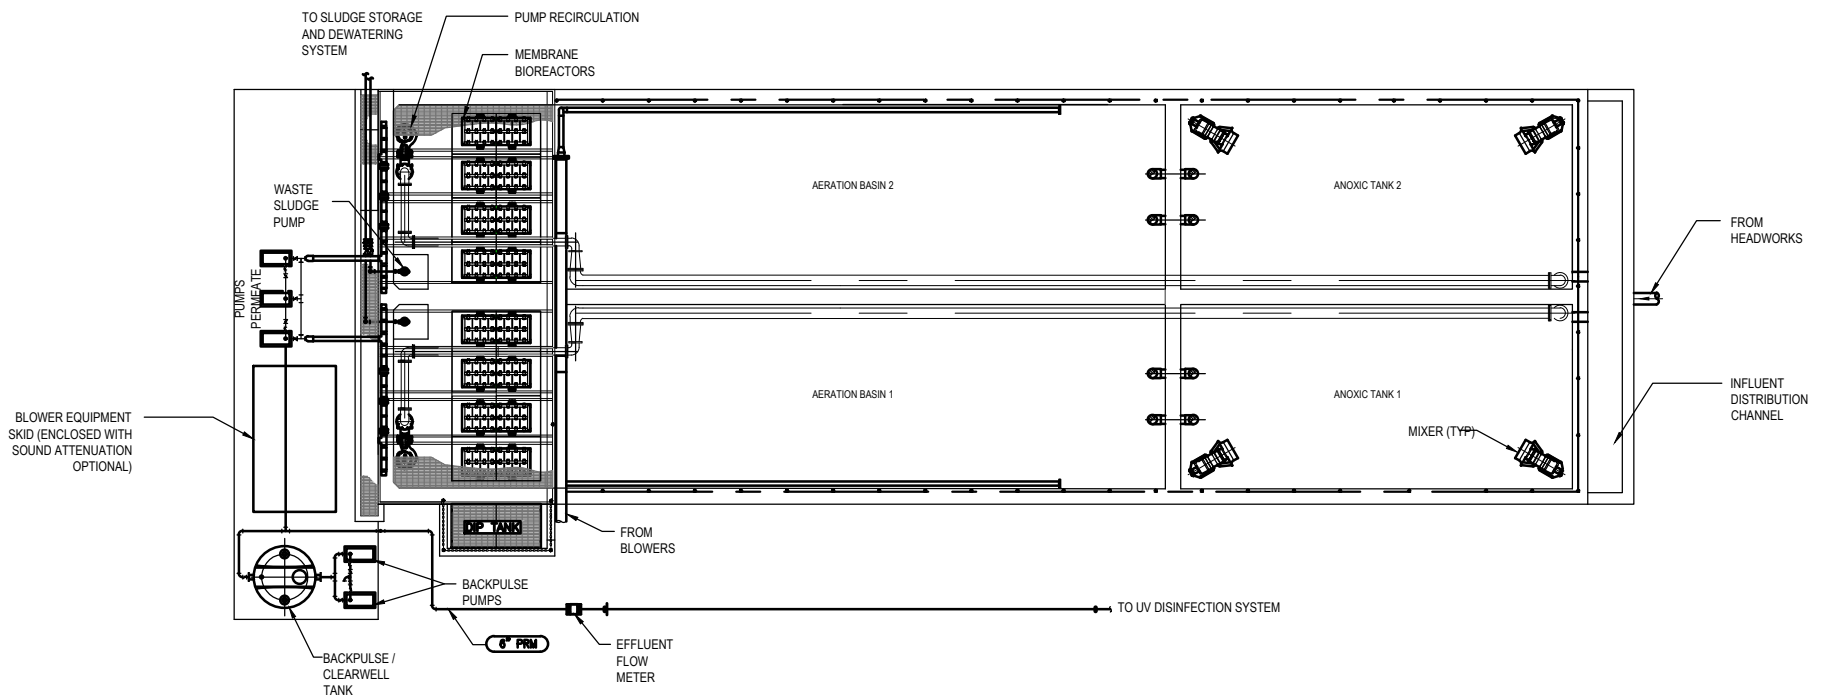 TO SLUDGE STORAGE
AND DEWATERING
SYSTEM
PUMP RECIRCULATION
MEMBRANE
BIOREACTORS
WASTE
SLUDGE
PUMP
AERATION BASIN 2
ANOXIC TANK 2
FROM
HEADWORKS
PUMPS
PERMEATE
BLOWER EQUIPMENT
SKID (ENCLOSED WITH
SOUND ATTENUATION
OPTIONAL)
AERATION BASIN 1
ANOXIC TANK 1
MIXER (TYP)
INFLUENT
DISTRIBUTION
CHANNEL
DIP TANK
FROM
BLOWERS
BACKPULSE
PUMPS
TO UV DISINFECTION SYSTEM
6" PRM
EFFLUENT
FLOW
METER
BACKPULSE /
CLEARWELL
TANK